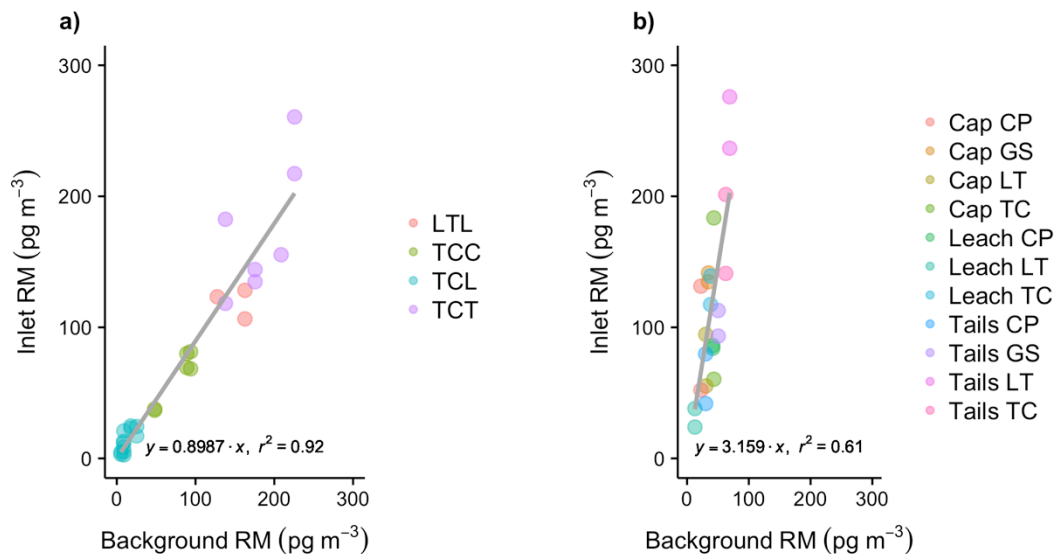 a)
300
200
100
0
Inlet RM (pg m⁻³)
0 100 200 300
Background RM (pg m⁻³)
y = 0.8987 · x, r² = 0.92
LTL
TCC
TCL
TCT
b)
300
200
100
0
Inlet RM (pg m⁻³)
0 100 200 300
Background RM (pg m⁻³)
y = 3.159 · x, r² = 0.61
Cap CP
Cap GS
Cap LT
Cap TC
Leach CP
Leach LT
Leach TC
Tails CP
Tails GS
Tails LT
Tails TC